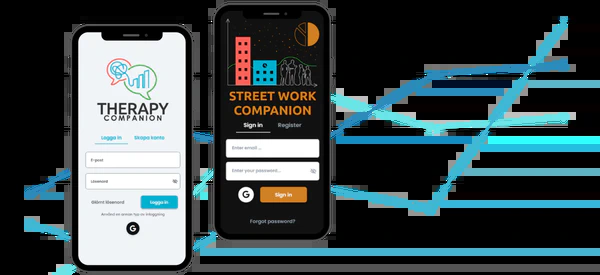 THERAPY
COMPANION
Logga in
Skapa konto
E-post
Lösenord
Glömt lösenord
Logga in
Använd en annan typ av inloggning
G
STREET WORK
COMPANION
Sign in
Register
Enter email ...
Enter your password...
G
Sign in
Forgot password?